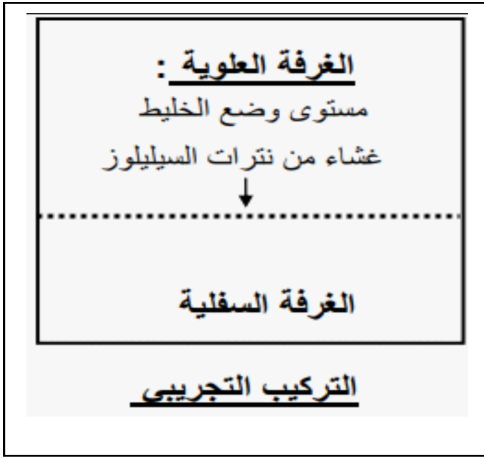 الغرفة العلوية :
مستوى وضع الخليط
غشاء من نترات السيليلوز
الغرفة السفلية
التركيب التجريبي